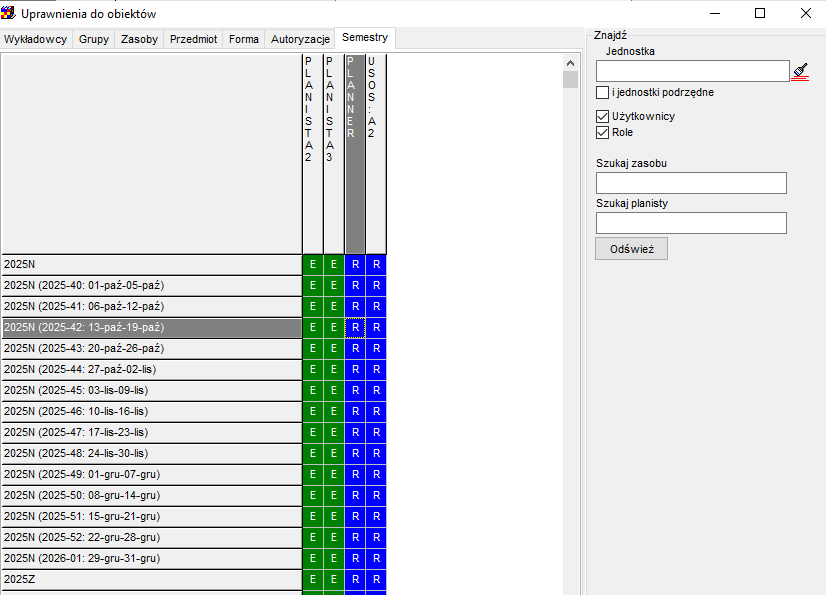 Uprawnienia do obiektów
Wykładowcy Grupy Zasoby Przedmiot Forma Autoryzacje Semestry
PLANISTA2 PLANISTA3 PLANNER USOS:A2
2025N E E R R
2025N (2025-40: 01-paź-05-paź) E E R R
2025N (2025-41: 06-paź-12-paź) E E R R
2025N (2025-42: 13-paź-19-paź) E E R R
2025N (2025-43: 20-paź-26-paź) E E R R
2025N (2025-44: 27-paź-02-lis) E E R R
2025N (2025-45: 03-lis-09-lis) E E R R
2025N (2025-46: 10-lis-16-lis) E E R R
2025N (2025-47: 17-lis-23-lis) E E R R
2025N (2025-48: 24-lis-30-lis) E E R R
2025N (2025-49: 01-gru-07-gru) E E R R
2025N (2025-50: 08-gru-14-gru) E E R R
2025N (2025-51: 15-gru-21-gru) E E R R
2025N (2025-52: 22-gru-28-gru) E E R R
2025N (2026-01: 29-gru-31-gru) E E R R
2025Z E E R R
Znajdź
Jednostka
i jednostki podrzędne
Użytkownicy
Role
Szukaj zasobu
Szukaj planisty
Odśwież